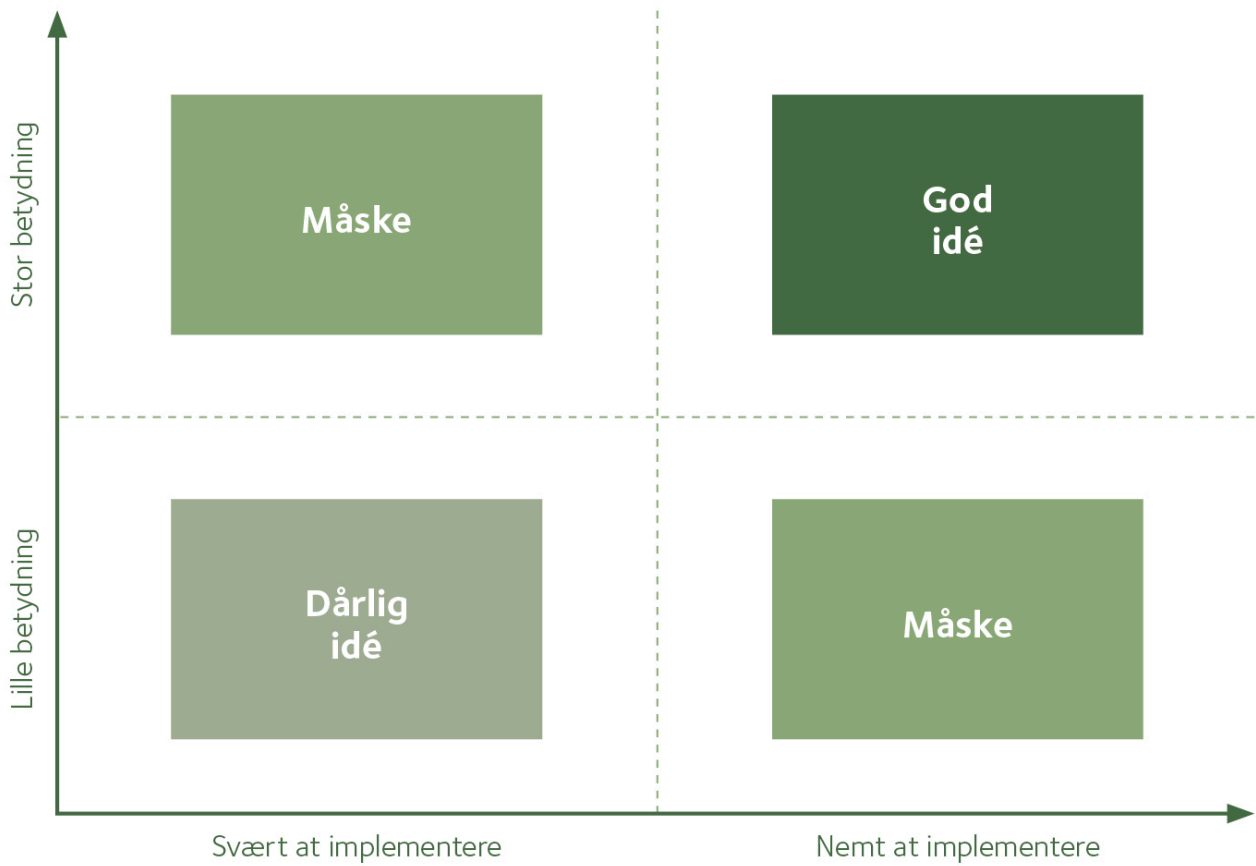 Stor betydning
Måske
God
idé
Lille betydning
Dårlig
idé
Måske
Svært at implementere
Nemt at implementere